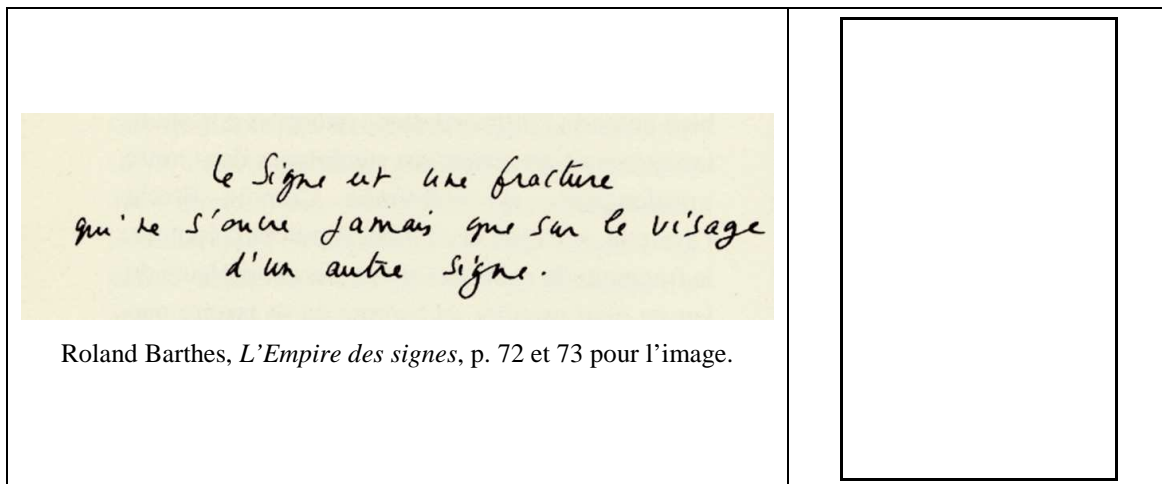 le Signe est une fracture
qui ne s'ouvre jamais que sur le visage
d'un autre signe.
Roland Barthes, L'Empire des signes, p. 72 et 73 pour l'image.